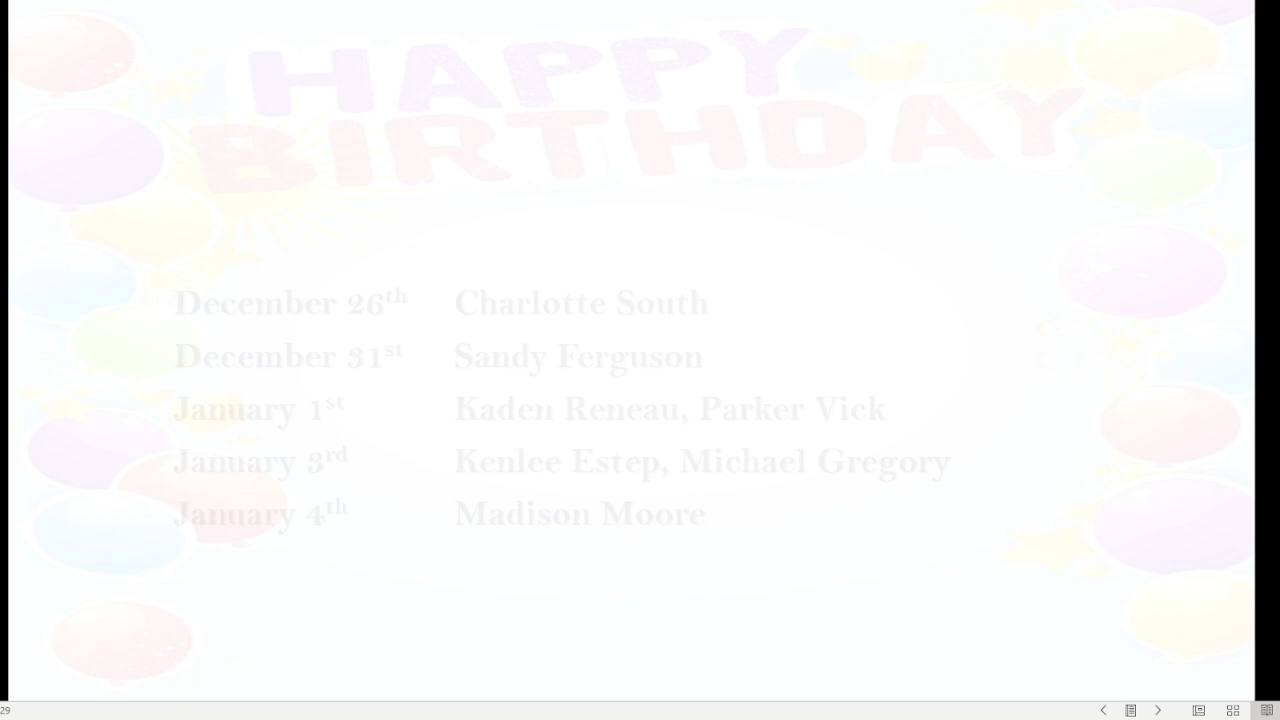 HAPPY
BIRTHDAY
December 26th Charlotte South
December 31st Sandy Ferguson
January 1st Kaden Reneau, Parker Vick
January 3rd Kenlee Estep, Michael Gregory
January 4th Madison Moore
29